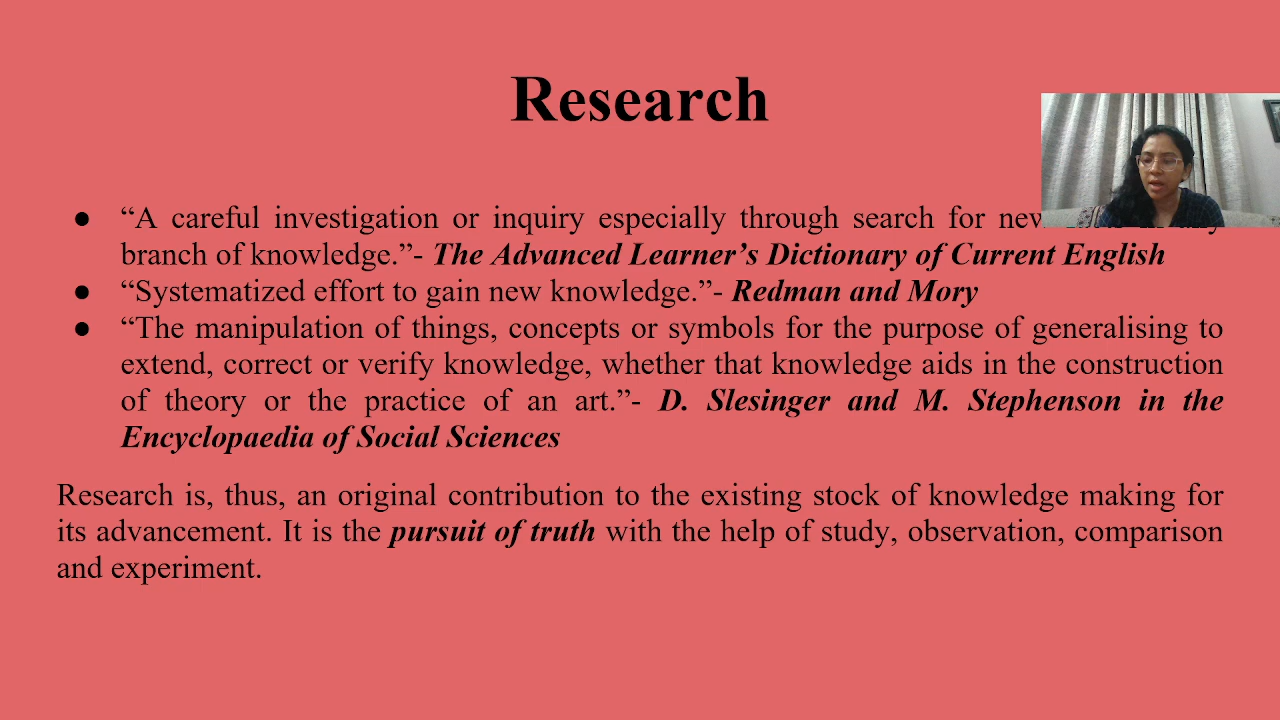 Research
● “A careful investigation or inquiry especially through search for new any
branch of knowledge.”- The Advanced Learner’s Dictionary of Current English
● “Systematized effort to gain new knowledge.”- Redman and Mory
● “The manipulation of things, concepts or symbols for the purpose of generalising to
extend, correct or verify knowledge, whether that knowledge aids in the construction
of theory or the practice of an art.”- D. Slesinger and M. Stephenson in the
Encyclopaedia of Social Sciences
Research is, thus, an original contribution to the existing stock of knowledge making for
its advancement. It is the pursuit of truth with the help of study, observation, comparison
and experiment.